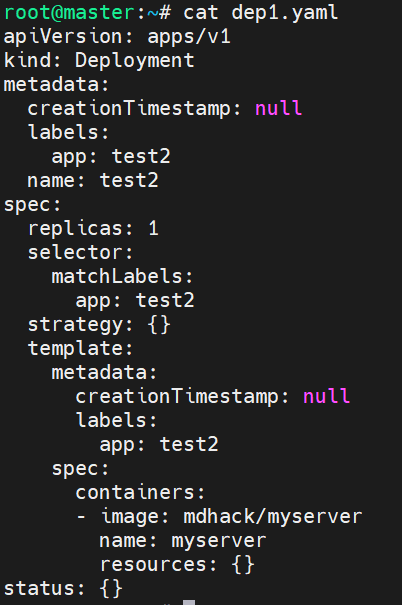 root@master:~# cat dep1.yaml
apiVersion: apps/v1
kind: Deployment
metadata:
  creationTimestamp: null
  labels:
    app: test2
  name: test2
spec:
  replicas: 1
  selector:
    matchLabels:
      app: test2
  strategy: {}
  template:
    metadata:
      creationTimestamp: null
      labels:
        app: test2
    spec:
      containers:
      - image: mdhack/myserver
        name: myserver
        resources: {}
status: {}